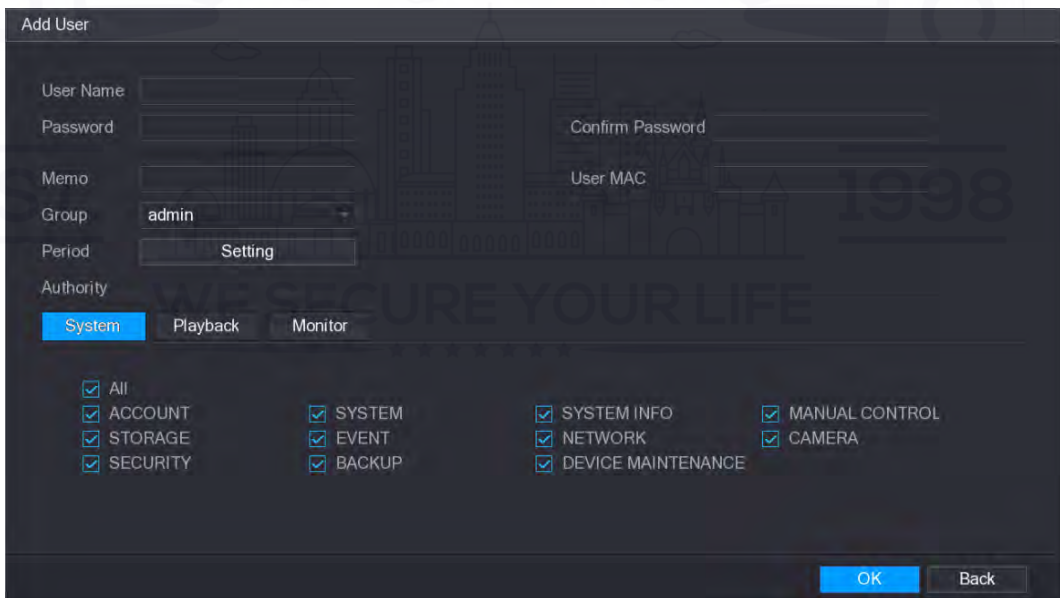 Add User
User Name
Password Confirm Password
Memo User MAC
1998
Group admin
Period Setting
Authority
WE SECURE YOUR LIFE
System Playback Monitor
All
ACCOUNT SYSTEM SYSTEM INFO MANUAL CONTROL
STORAGE EVENT NETWORK CAMERA
SECURITY BACKUP DEVICE MAINTENANCE
OK Back